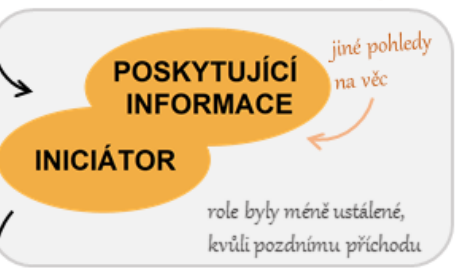 POSKYTUJÍCÍ
INFORMACE
jiné pohledy
na věc
INICIÁTOR
role byly méně ustálené,
kvůli pozdnímu příchodu